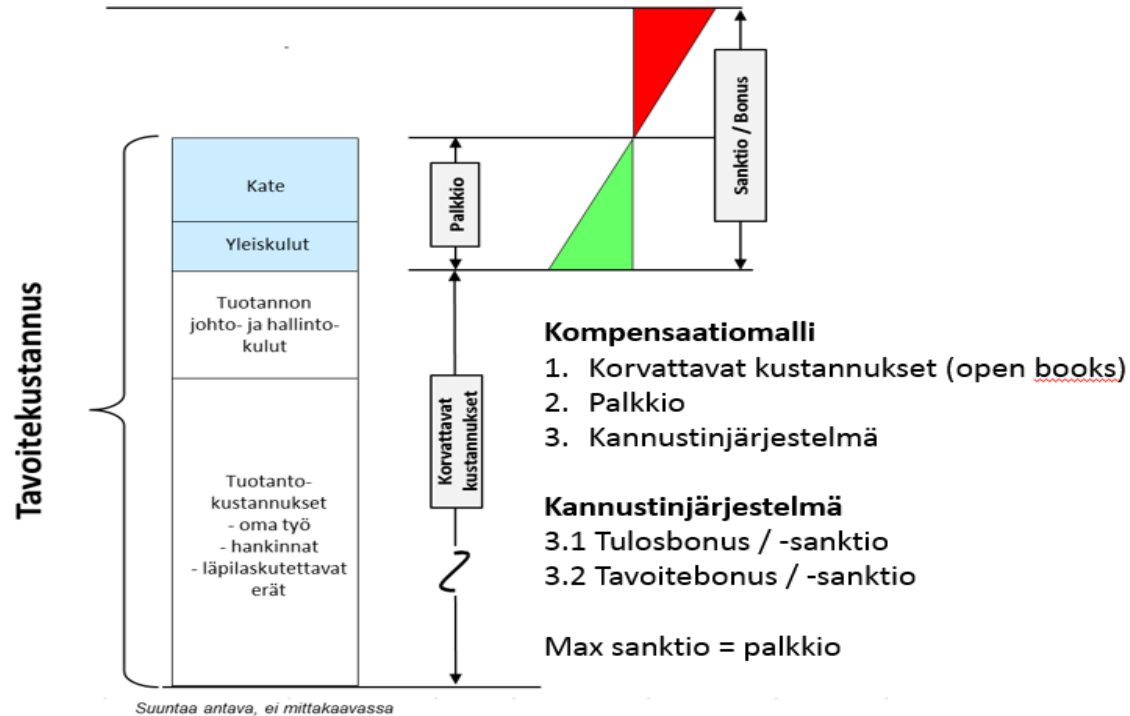 Tavoitekustannus
Kate
Yleiskulut
Tuotannon
johto- ja hallinto-
kulut
Tuotanto-
kustannukset
- oma työ
- hankinnat
- läpilaskutettavat
erät
Palkkio
Korvattavat
kustannukset
Sanktio / Bonus
Kompensaatiomalli
1. Korvattavat kustannukset (open books)
2. Palkkio
3. Kannustinjärjestelmä
Kannustinjärjestelmä
3.1 Tulosbonus / -sanktio
3.2 Tavoitebonus / -sanktio
Max sanktio = palkkio
Suuntaa antava, ei mittakaavassa